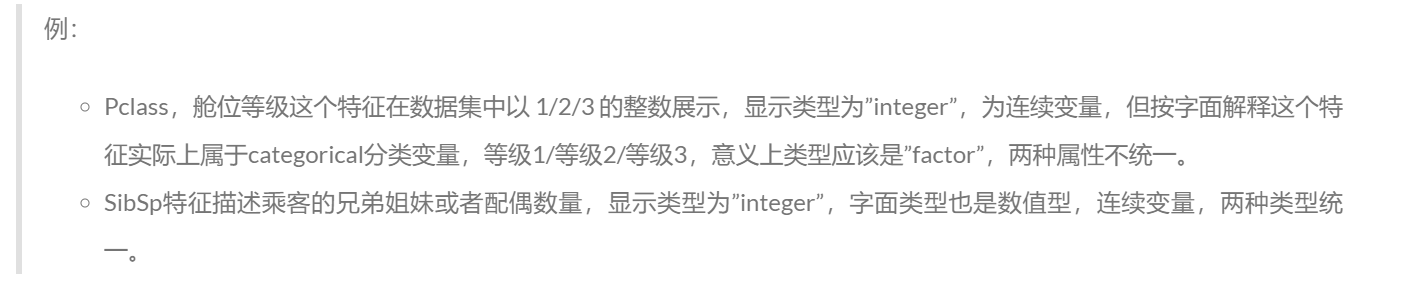 例：
Pclass，舱位等级这个特征在数据集中以 1/2/3 的整数展示，显示类型为”integer”，为连续变量，但按字面解释这个特
征实际上属于categorical分类变量，等级1/等级2/等级3，意义上类型应该是”factor”，两种属性不统一。
SibSp特征描述乘客的兄弟姐妹或者配偶数量，显示类型为”integer”，字面类型也是数值型，连续变量，两种类型统
一。